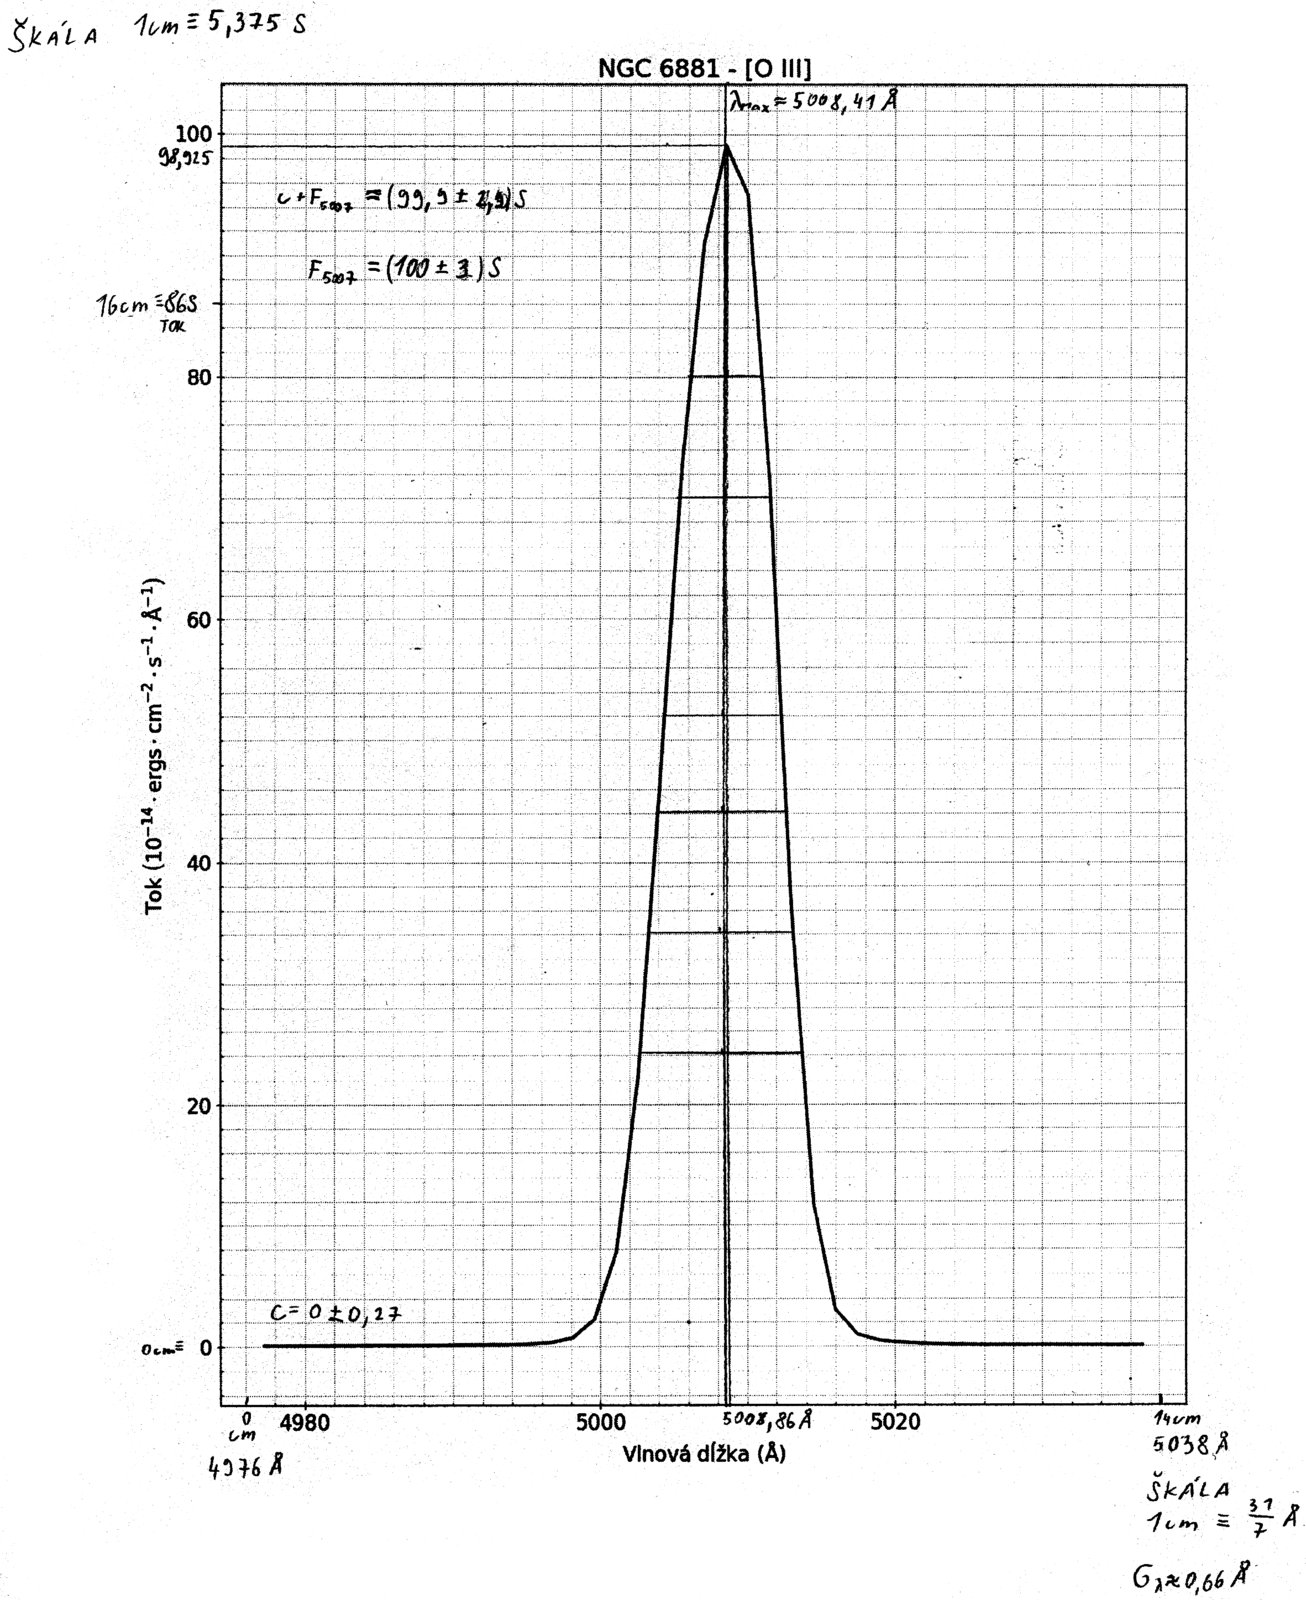 ŠKÁLA 1cm ≡ 5,375 S
NGC 6881 - [O III]
λmax ≈ 5008,41 Å
100
98,925
c + F5007 = (99,9 ± S
F5007 = (100 ± 3) S
16cm ≡ 86S
TOK
80
60
40
20
Tok (10⁻¹⁴ · ergs · cm⁻² · s⁻¹ · Å⁻¹)
C = 0 ± 0,27
0cm ≡ 0
0 4980 5000 5008,86 Å 5020 14cm
cm
4976 Å
5038 Å
Vlnová dĺžka (Å)
ŠKÁLA
1cm ≡ 31/7 Å
σλ ≈ 0,66 Å